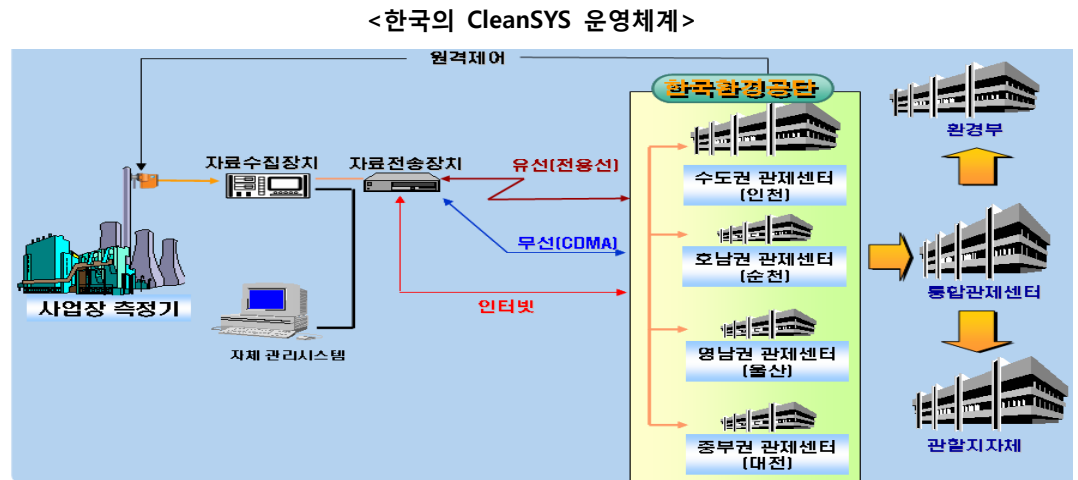 <한국의 CleanSYS 운영체계>
원격제어
한국환경공단
자료수집장치
자료전송장치
유선(전용선)
무선(CDMA)
인터넷
사업장 측정기
자체 관리시스템
수도권 관제센터
(인천)
호남권 관제센터
(순천)
영남권 관제센터
(울산)
중부권 관제센터
(대전)
환경부
통합관제센터
관할지자체